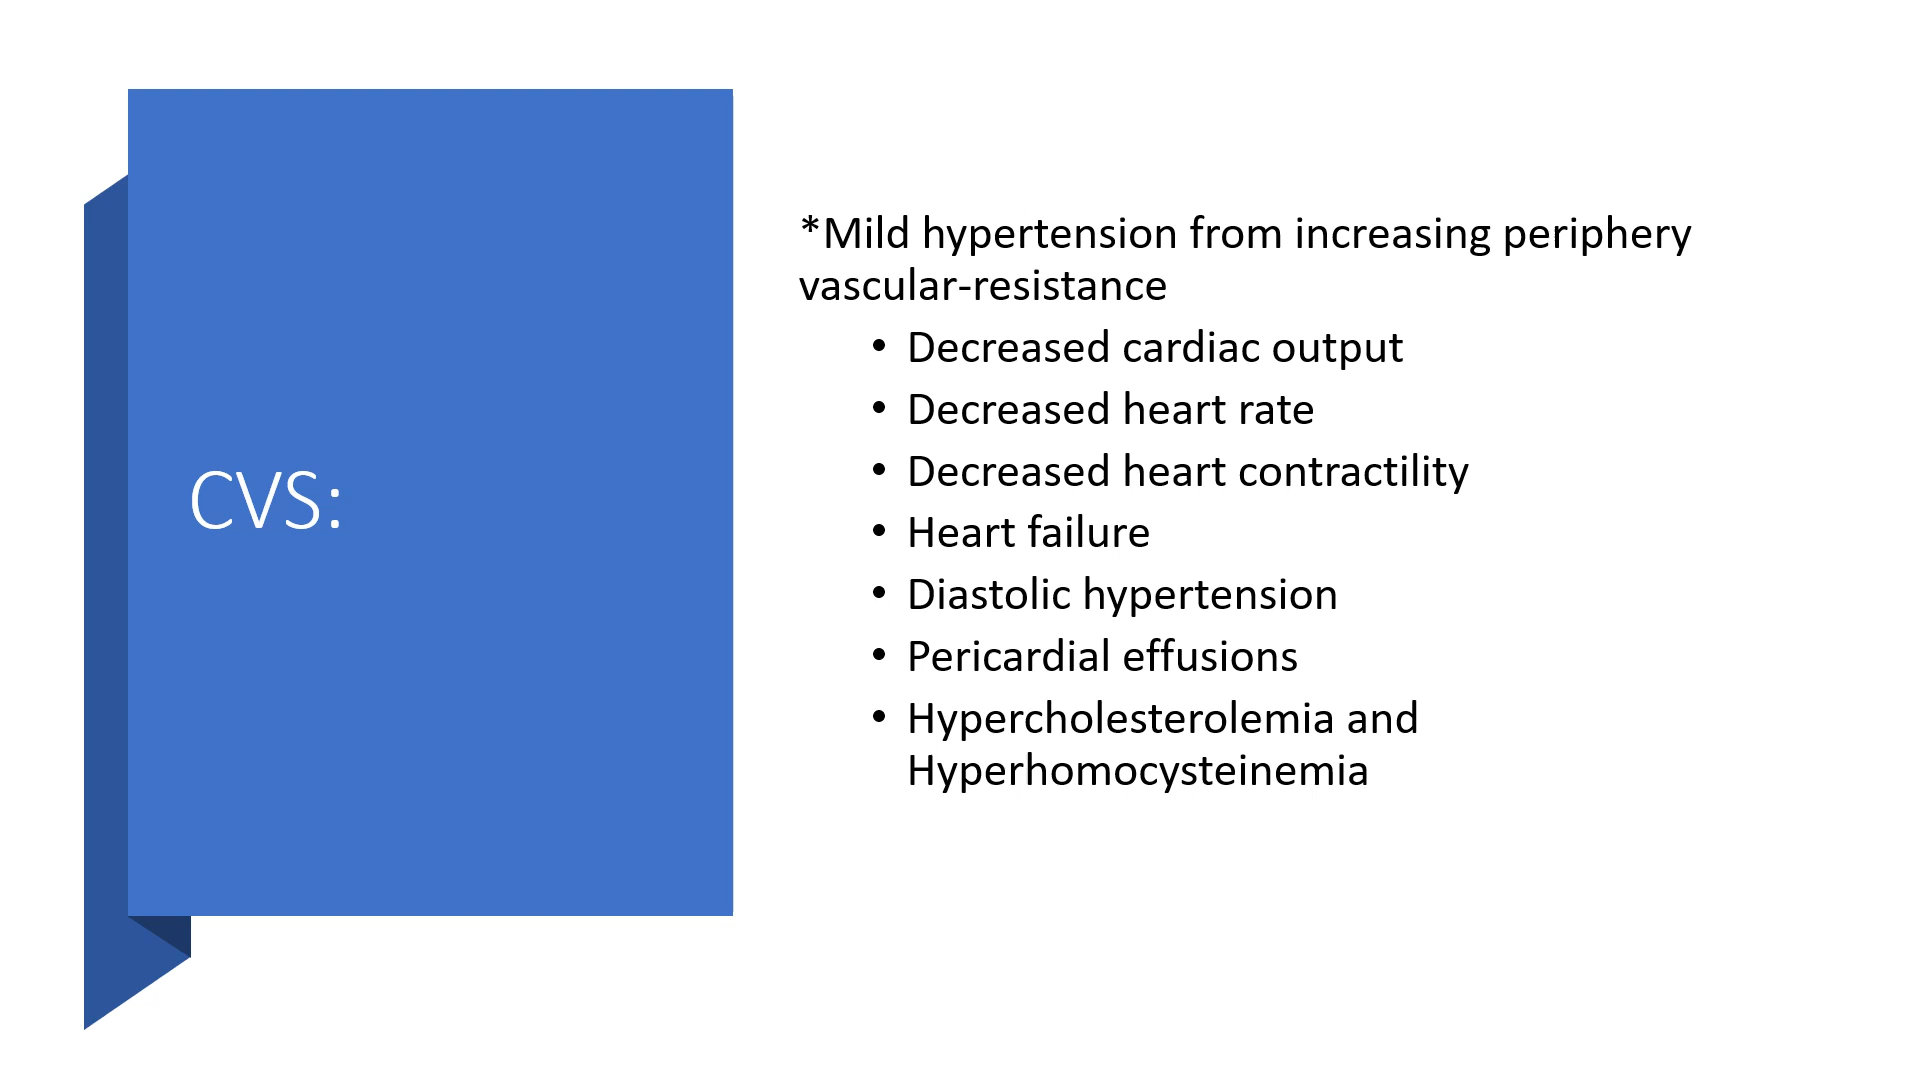 CVS:
*Mild hypertension from increasing periphery
vascular-resistance
• Decreased cardiac output
• Decreased heart rate
• Decreased heart contractility
• Heart failure
• Diastolic hypertension
• Pericardial effusions
• Hypercholesterolemia and
Hyperhomocysteinemia